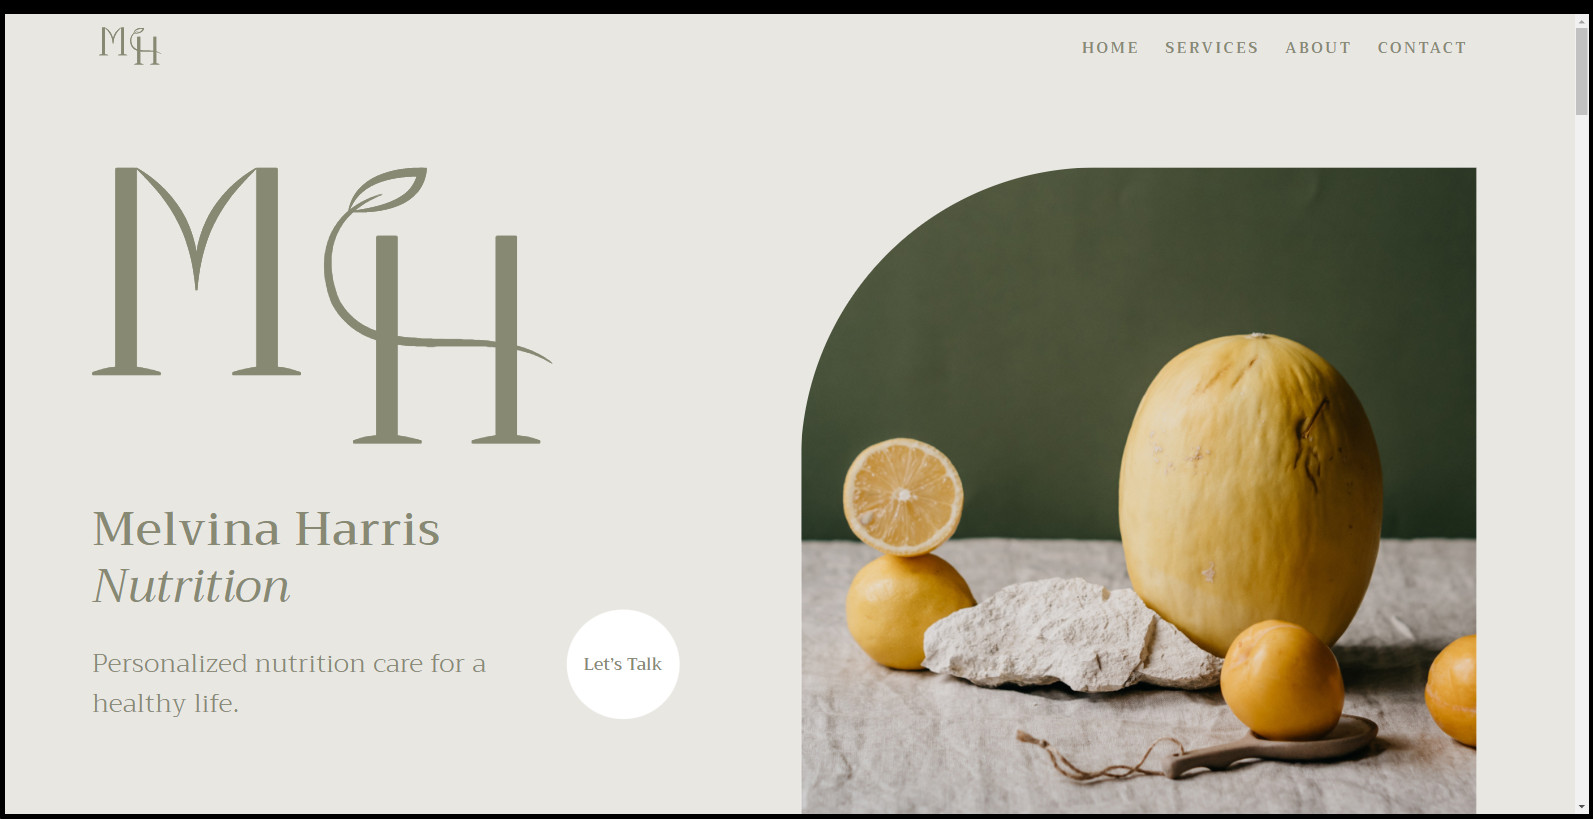 MH
HOME SERVICES ABOUT CONTACT
MH
Melvina Harris
Nutrition
Personalized nutrition care for a
healthy life.
Let's Talk